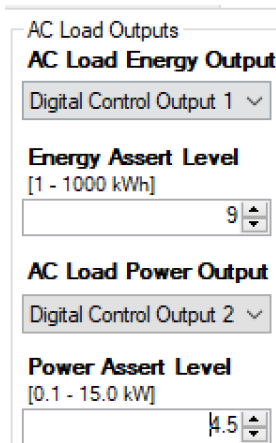 AC Load Outputs
AC Load Energy Output
Digital Control Output 1
Energy Assert Level
[1 - 1000 kWh]
9
AC Load Power Output
Digital Control Output 2
Power Assert Level
[0.1 - 15.0 kW]
4.5